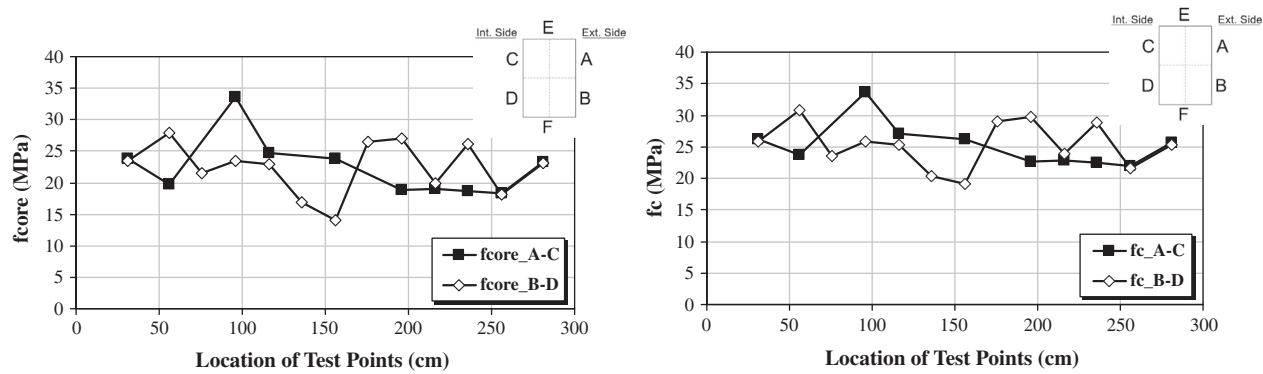 Int. Side E Ext. Side
C A
D B
F
fcore (MPa)
40
35
30
25
20
15
10
5
0
fcore_A-C
fcore_B-D
0 50 100 150 200 250 300
Location of Test Points (cm)
Int. Side E Ext. Side
C A
D B
F
fc (MPa)
40
35
30
25
20
15
10
5
0
fc_A-C
fc_B-D
0 50 100 150 200 250 300
Location of Test Points (cm)